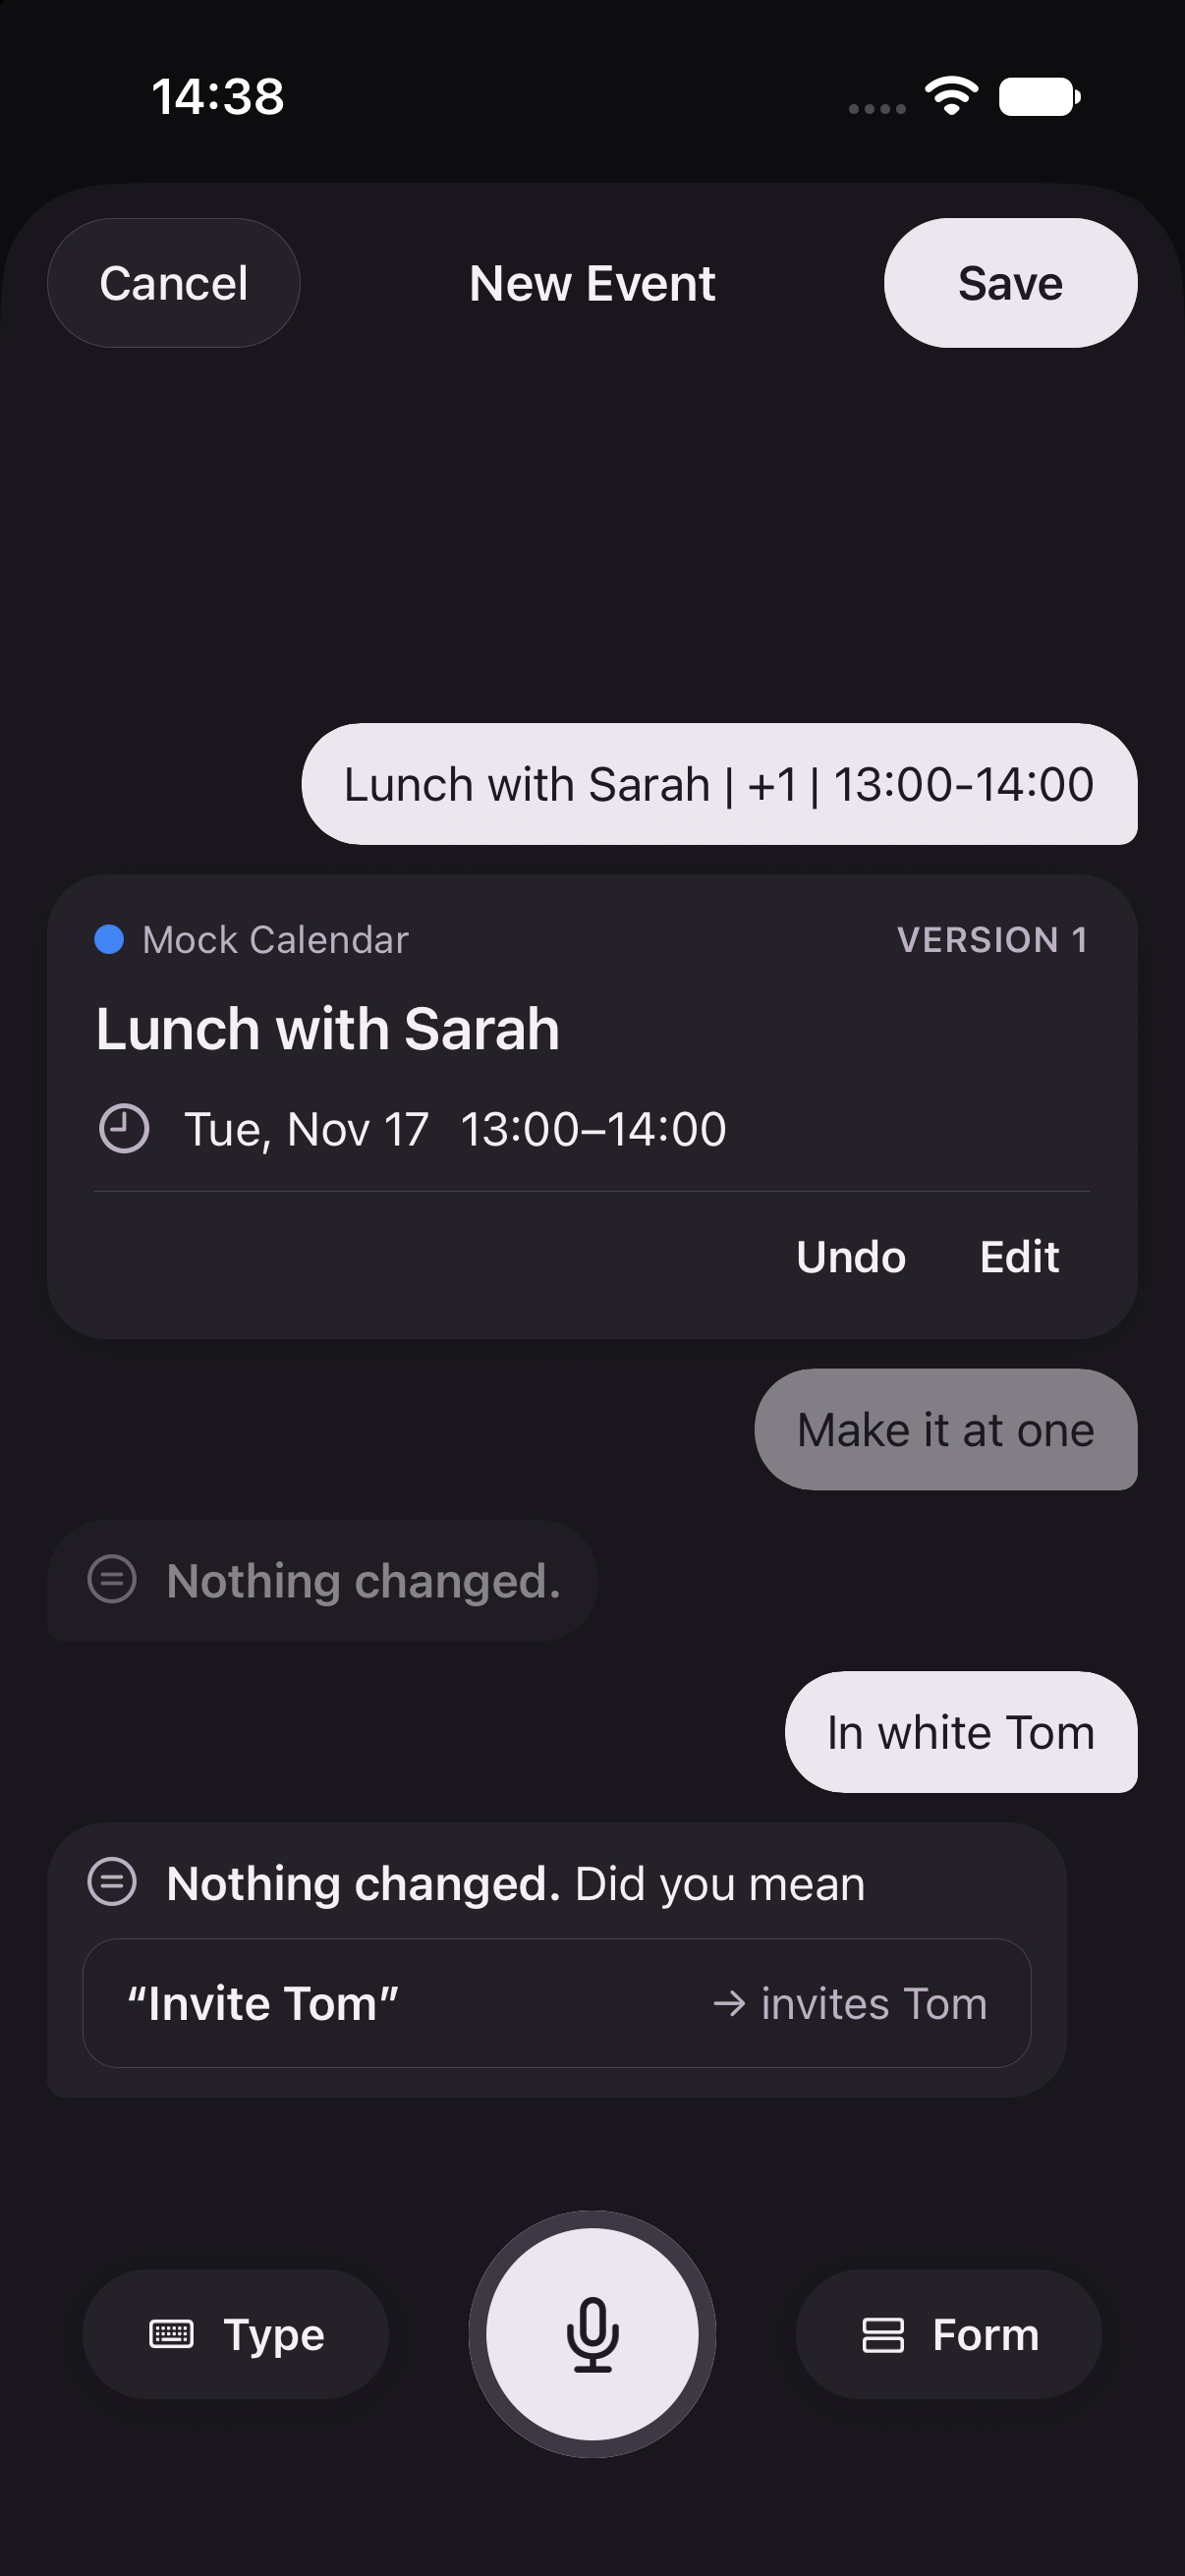 14:38
Cancel
New Event
Save
Lunch with Sarah | +1 | 13:00-14:00
Mock Calendar
VERSION 1
Lunch with Sarah
Tue, Nov 17 13:00–14:00
Undo
Edit
Make it at one
Nothing changed.
In white Tom
Nothing changed. Did you mean
“Invite Tom” → invites Tom
Type
Form